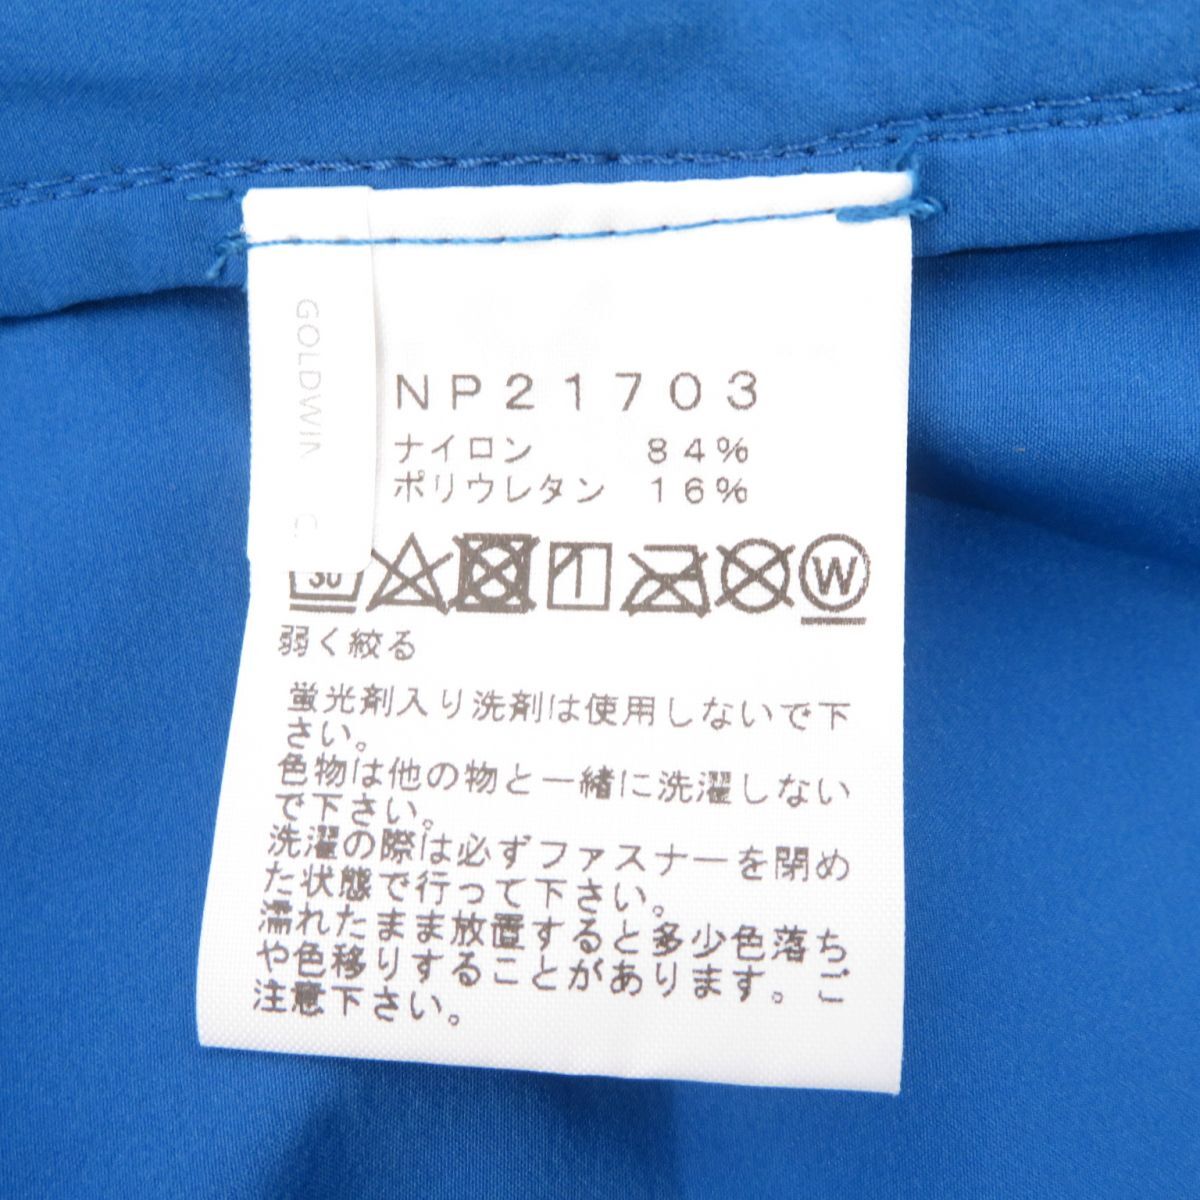 GOLDWIN C.
NP21703
ナイロン 84%
ポリウレタン 16%
30
W
弱く絞る
蛍光剤入り洗剤は使用しないで下
さい。
色物は他の物と一緒に洗濯しない
で下さい。
洗濯の際は必ずファスナーを閉め
た状態で行って下さい。
濡れたまま放置すると多少色落ち
や色移りすることがあります。ご
注意下さい。